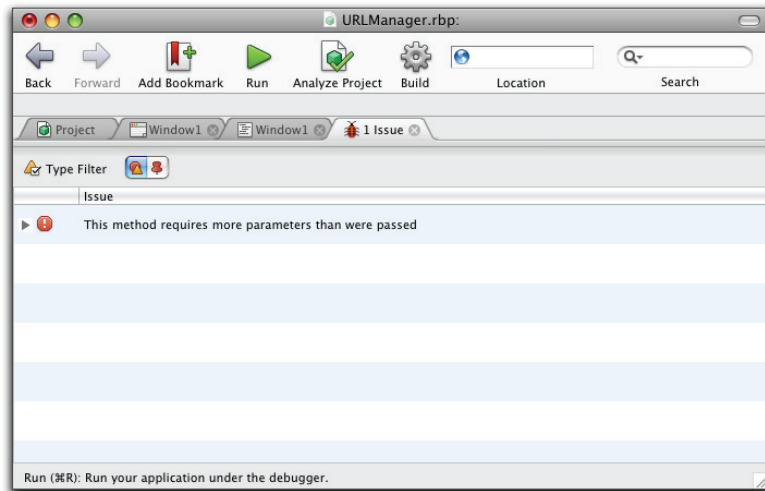 URLManager.rbp:
Back Forward Add Bookmark Run Analyze Project Build Location Search
Project Window1 Window1 1 Issue
Type Filter
Issue
This method requires more parameters than were passed
Run (⌘R): Run your application under the debugger.